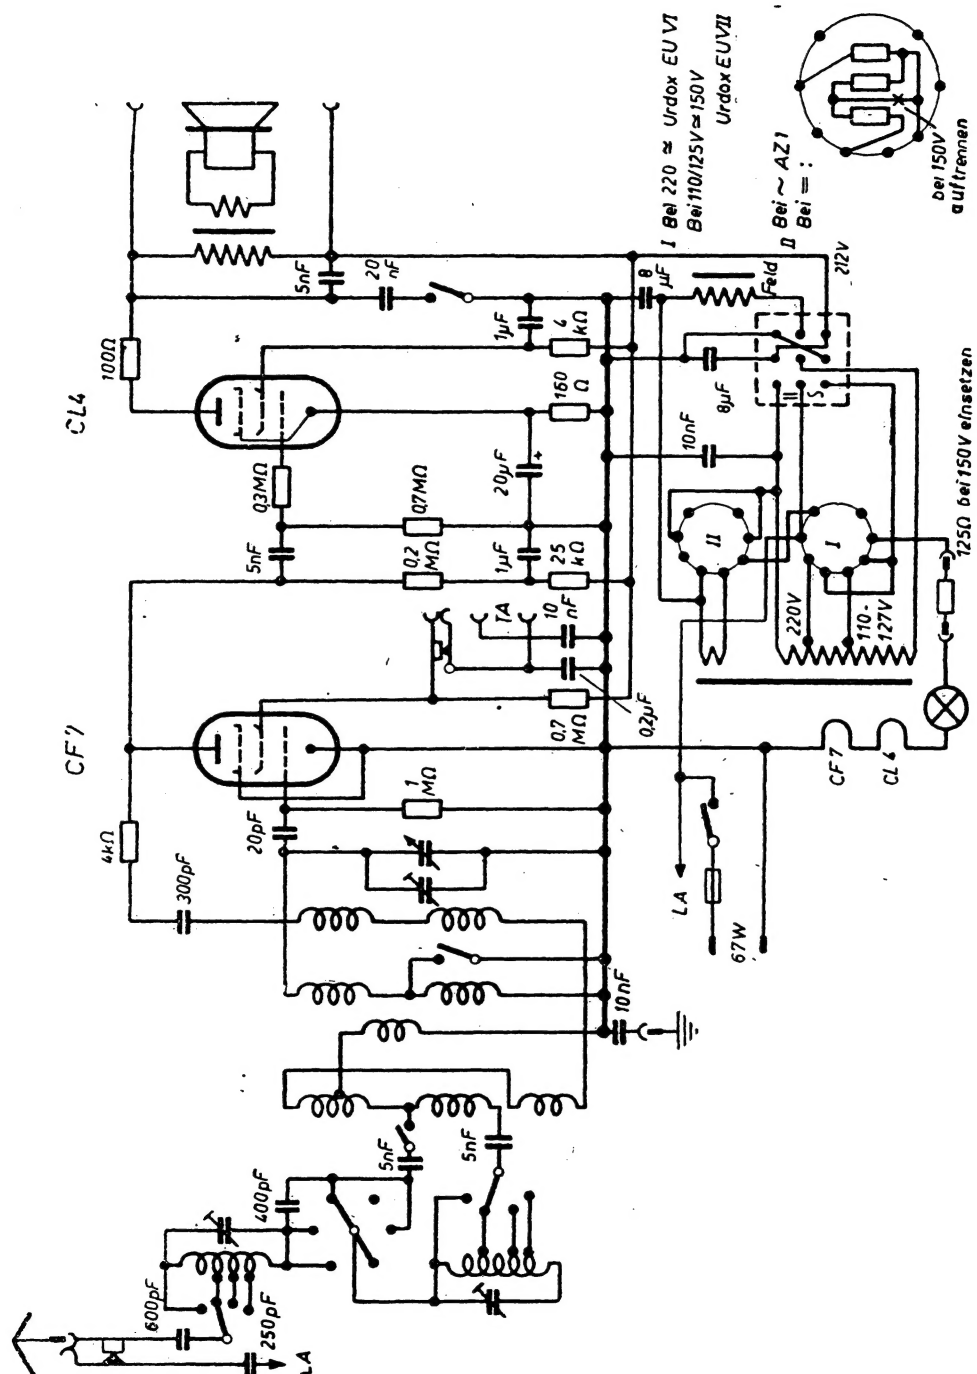 600pF
250pF
LA
400pF
5nF
5nF
4kΩ
300pF
20pF
CF7
1
MΩ
10nF
0,7
MΩ
0,2µF
TA
10
nF
5nF
0,2
MΩ
1µF
25
kΩ
0,3MΩ
0,7MΩ
20µF
+
CL4
100Ω
160
Ω
1µF
4
kΩ
5nF
20
nF
8
µF
8µF
10nF
Feld
212V
II
S
II
I
220V
110-
127V
LA
67W
CF7
CL 4
125Ω bei 150V einsetzen
I Bei 220 ≂ Urdox EU VI
Bei 110/125V ≂ 150V
Urdox EU VII
II Bei ~ AZ1
Bei = :
bei 150V
auftrennen